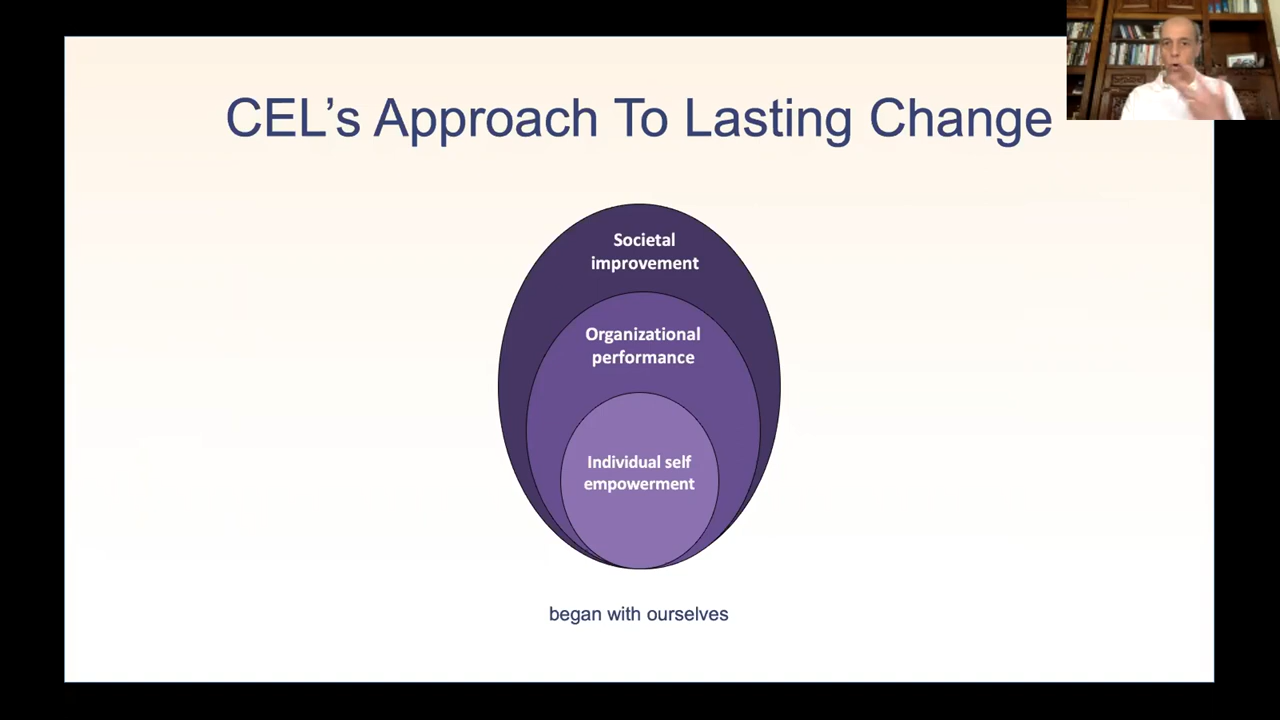 CEL’s Approach To Lasting Change
Societal
improvement
Organizational
performance
Individual self
empowerment
began with ourselves